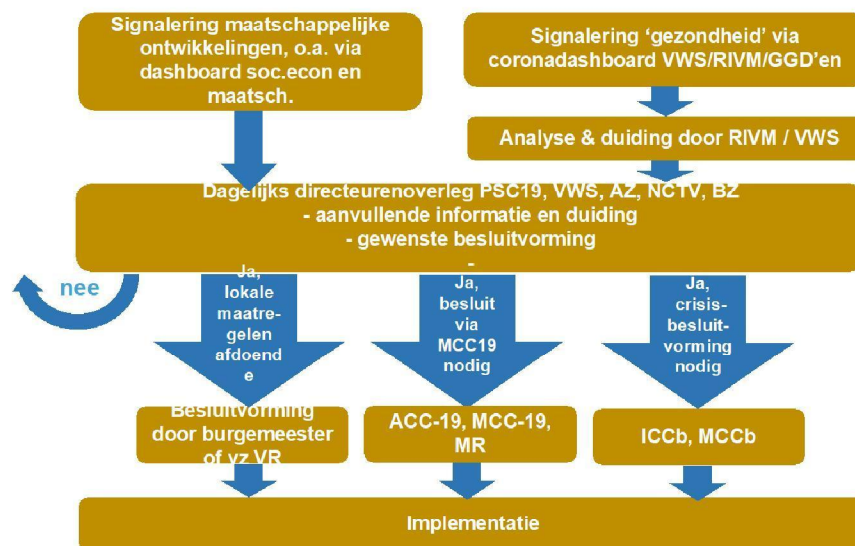 Signalering maatschappelijke
ontwikkelingen, o.a. via
dashboard soc.econ en
maatsch.
Signalering ‘gezondheid’ via
coronadashboard VWS/RIVM/GGD’en
Analyse & duiding door RIVM / VWS
Dagelijks directeurenoverleg PSC19, VWS, AZ, NCTV, BZ
- aanvullende informatie en duiding
- gewenste besluitvorming
-
nee
Ja,
lokale
maatre-
gelen
afdoend
e
Ja,
besluit
via
MCC19
nodig
Ja,
crisis-
besluit-
vorming
nodig
Besluitvorming
door burgemeester
of vz VR
ACC-19, MCC-19,
MR
ICCb, MCCb
Implementatie